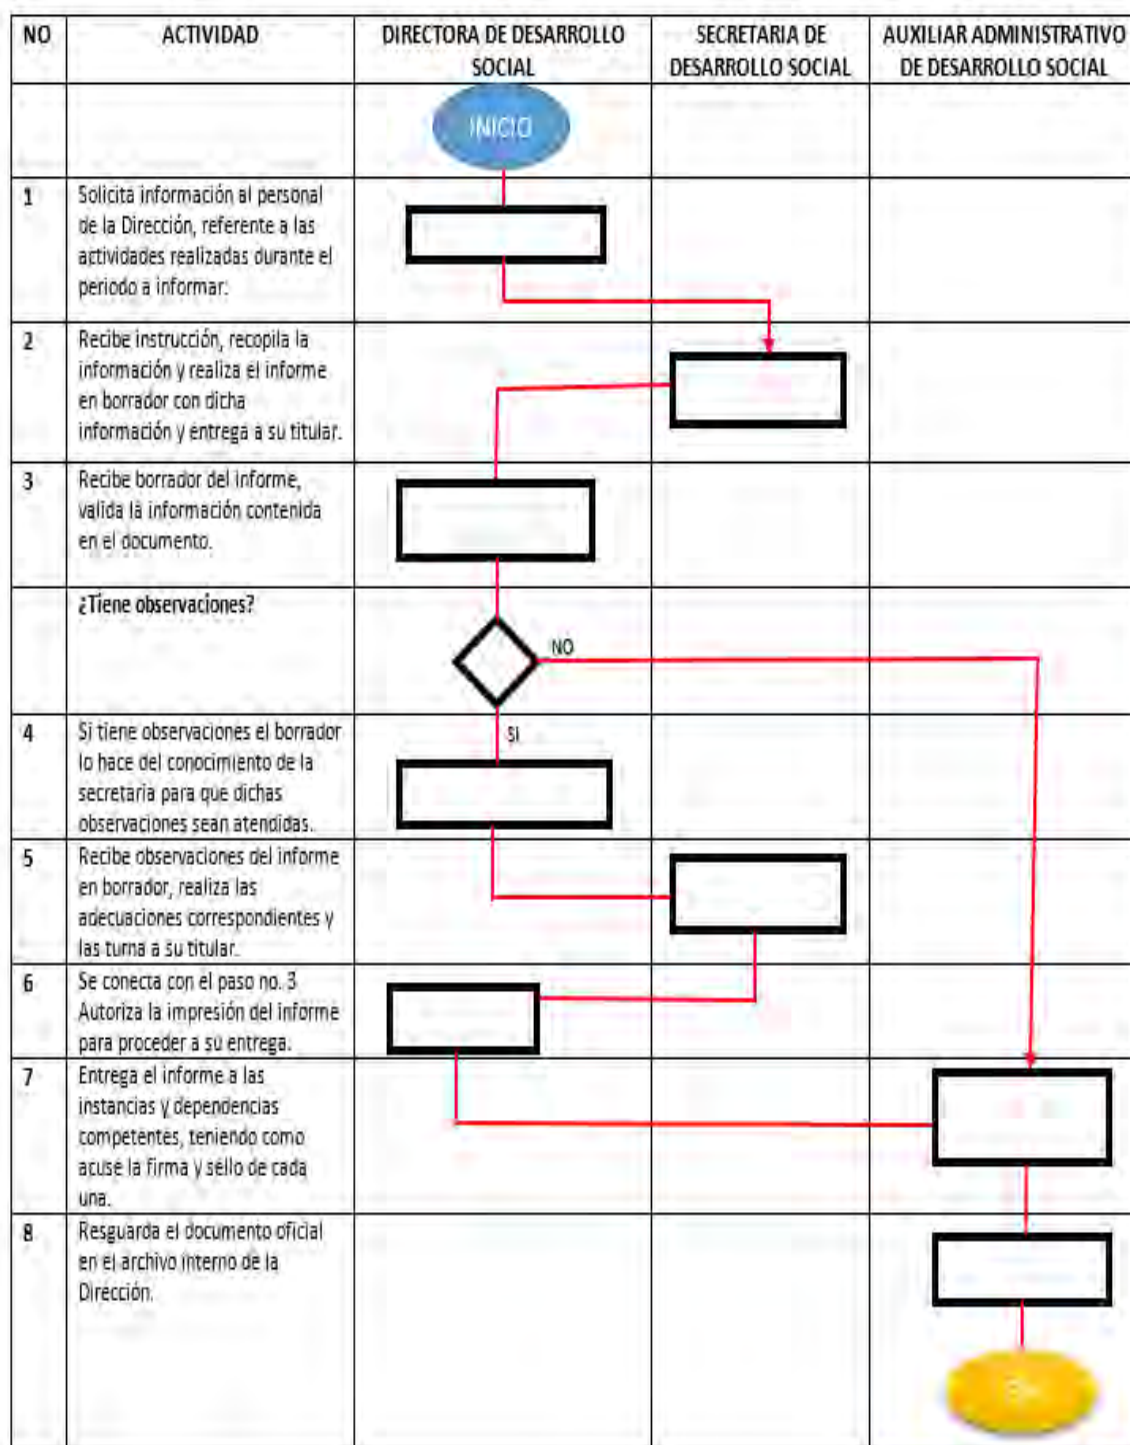 NO ACTIVIDAD DIRECTORA DE DESARROLLO SECRETARIA DE AUXILIAR ADMINISTRATIVO
SOCIAL DESARROLLO SOCIAL DE DESARROLLO SOCIAL
INICIO
1 Solicita información al personal
de la Dirección, referente a las
actividades realizadas durante el
periodo a informar.
2 Recibe instrucción, recopila la
información y realiza el informe
en borrador con dicha
información y entrega a su titular.
3 Recibe borrador del informe,
valida la información contenida
en el documento.
¿Tiene observaciones?
NO
4 Si tiene observaciones el borrador
SI
lo hace del conocimiento de la
secretaria para que dichas
observaciones sean atendidas.
5 Recibe observaciones del informe
en borrador, realiza las
adecuaciones correspondientes y
las turna a su titular.
6 Se conecta con el paso no. 3
Autoriza la impresión del informe
para proceder a su entrega.
7 Entrega el informe a las
instancias y dependencias
competentes, teniendo como
acuse la firma y sello de cada
una.
8 Resguarda el documento oficial
en el archivo interno de la
Dirección.